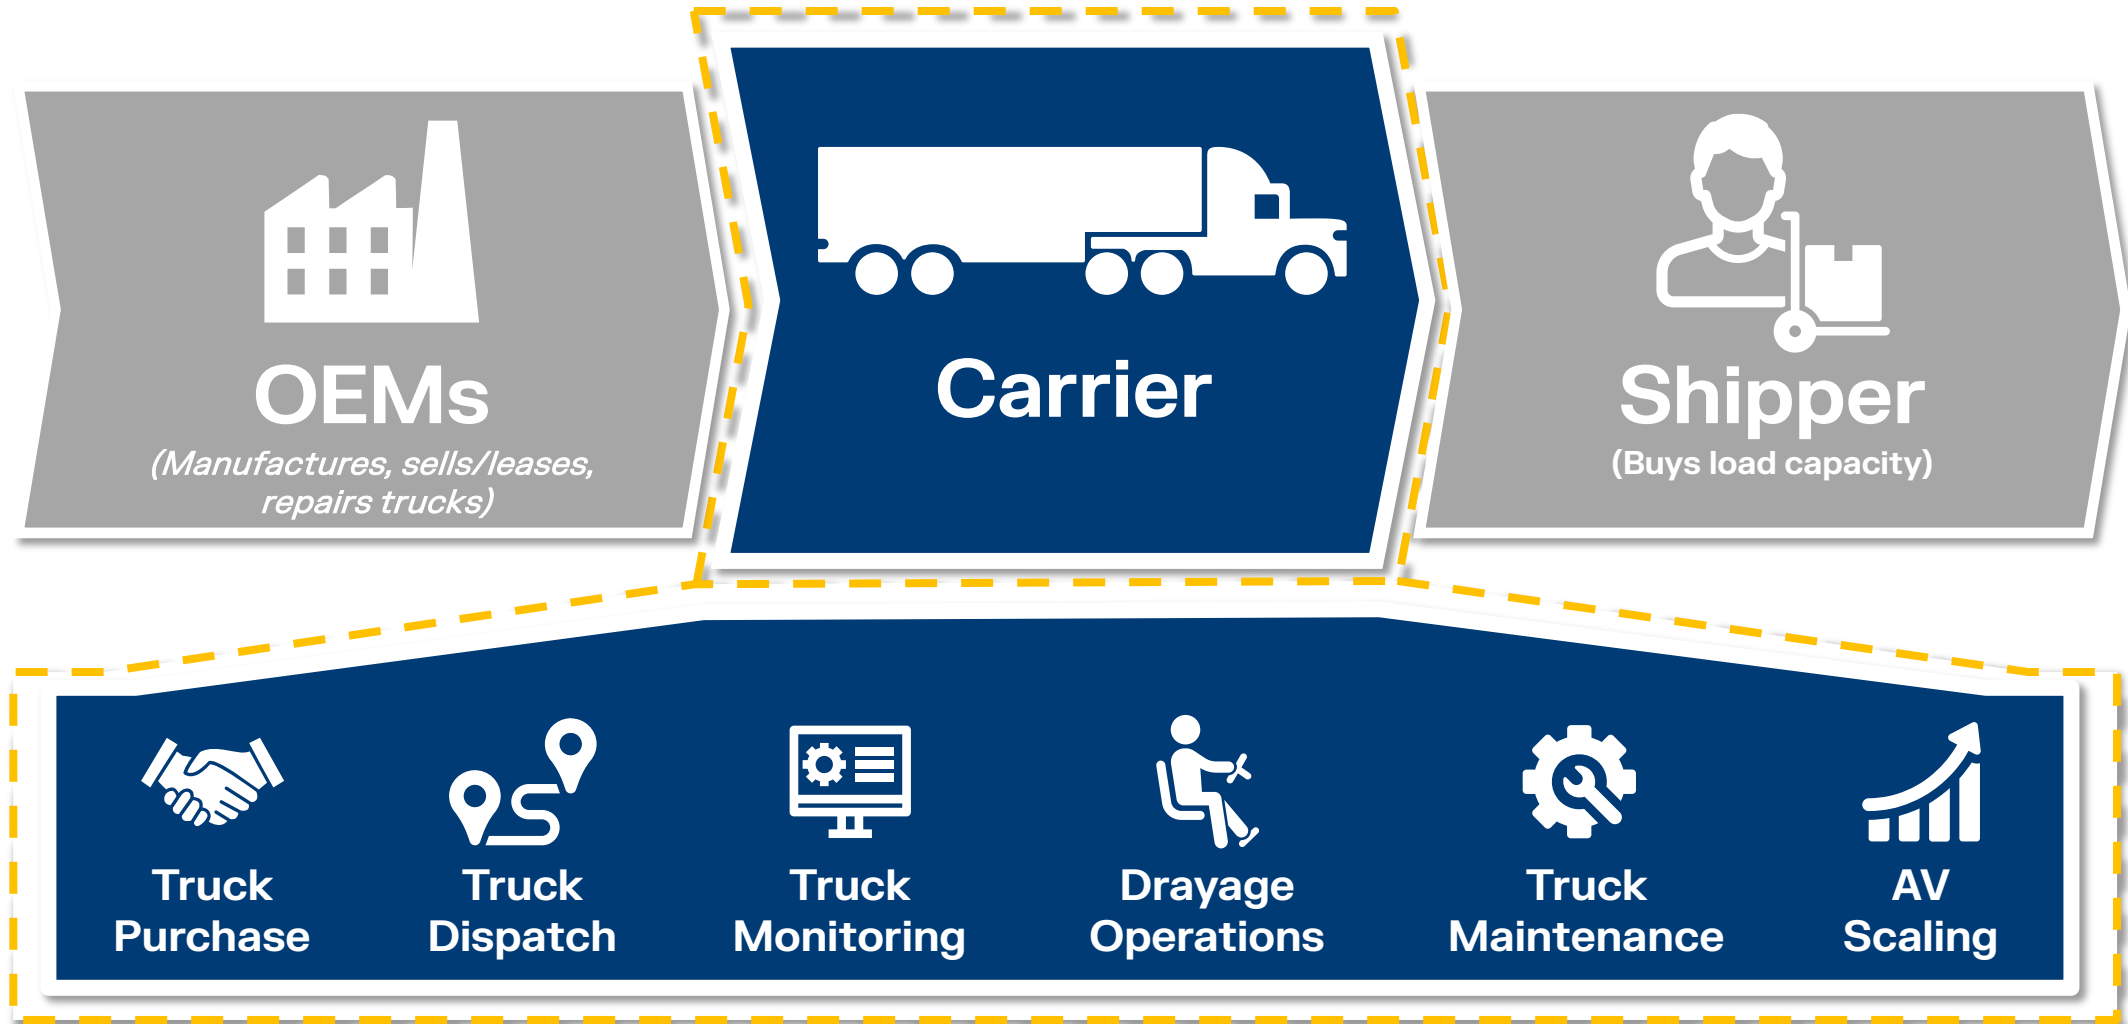 OEMs
(Manufactures, sells/leases,
repairs trucks)
Carrier
Shipper
(Buys load capacity)
Truck
Purchase
Truck
Dispatch
Truck
Monitoring
Drayage
Operations
Truck
Maintenance
AV
Scaling